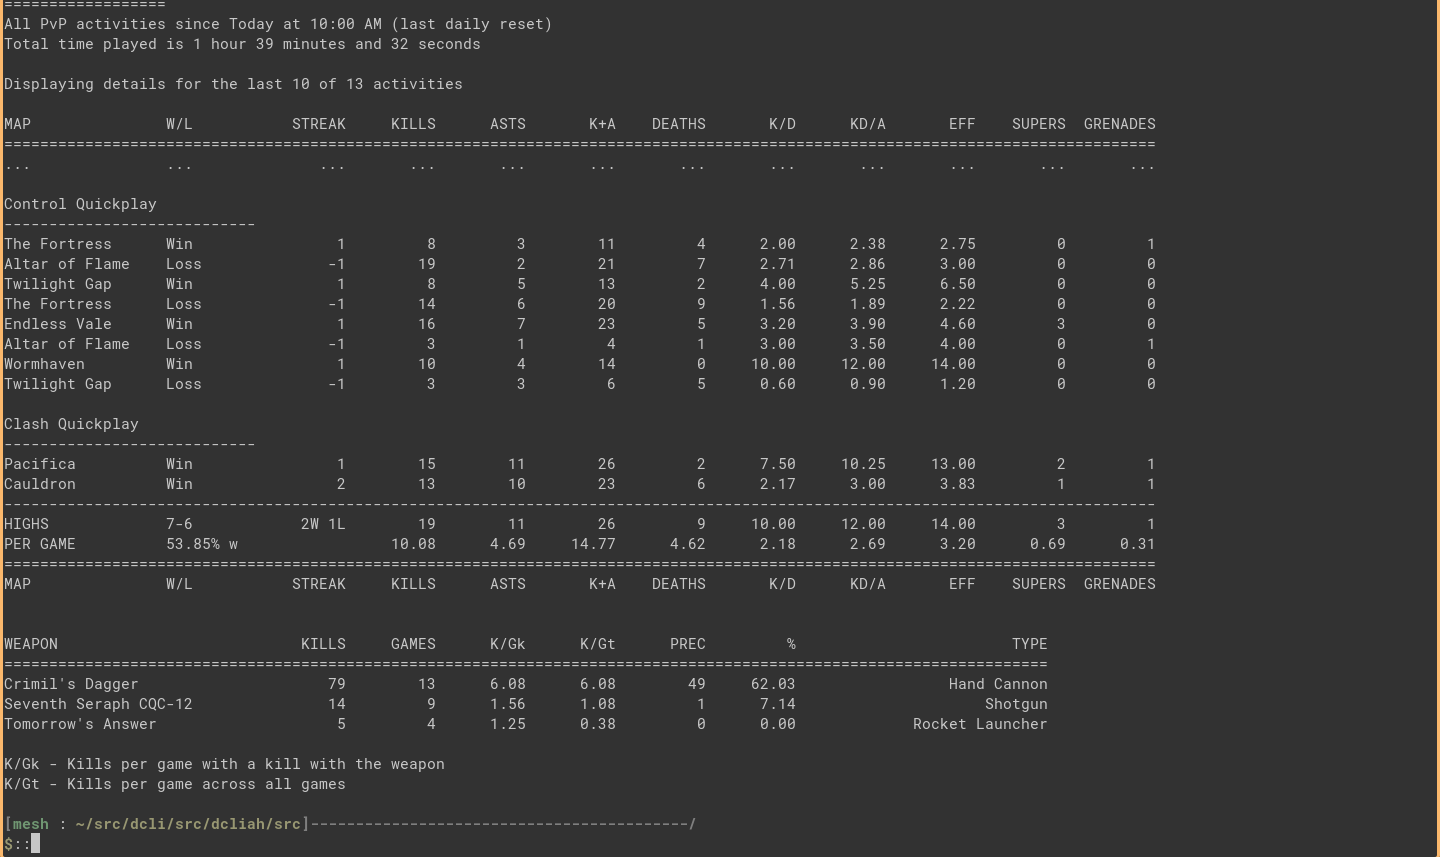 ==================
All PvP activities since Today at 10:00 AM (last daily reset)
Total time played is 1 hour 39 minutes and 32 seconds

Displaying details for the last 10 of 13 activities

MAP               W/L           STREAK     KILLS      ASTS       K+A    DEATHS       K/D      KD/A       EFF    SUPERS  GRENADES
================================================================================================================================
...               ...              ...       ...       ...       ...       ...       ...       ...       ...       ...       ...

Control Quickplay
----------------------------
The Fortress      Win                1         8         3        11         4      2.00      2.38      2.75         0         1
Altar of Flame    Loss              -1        19         2        21         7      2.71      2.86      3.00         0         0
Twilight Gap      Win                1         8         5        13         2      4.00      5.25      6.50         0         0
The Fortress      Loss              -1        14         6        20         9      1.56      1.89      2.22         0         0
Endless Vale      Win                1        16         7        23         5      3.20      3.90      4.60         3         0
Altar of Flame    Loss              -1         3         1         4         1      3.00      3.50      4.00         0         1
Wormhaven         Win                1        10         4        14         0     10.00     12.00     14.00         0         0
Twilight Gap      Loss              -1         3         3         6         5      0.60      0.90      1.20         0         0

Clash Quickplay
----------------------------
Pacifica          Win                1        15        11        26         2      7.50     10.25     13.00         2         1
Cauldron          Win                2        13        10        23         6      2.17      3.00      3.83         1         1
--------------------------------------------------------------------------------------------------------------------------------
HIGHS             7-6            2W 1L        19        11        26         9     10.00     12.00     14.00         3         1
PER GAME          53.85% w                 10.08      4.69     14.77      4.62      2.18      2.69      3.20      0.69      0.31
================================================================================================================================
MAP               W/L           STREAK     KILLS      ASTS       K+A    DEATHS       K/D      KD/A       EFF    SUPERS  GRENADES

WEAPON                           KILLS     GAMES      K/Gk      K/Gt      PREC         %                        TYPE
====================================================================================================================
Crimil's Dagger                     79        13      6.08      6.08        49     62.03                 Hand Cannon
Seventh Seraph CQC-12               14         9      1.56      1.08         1      7.14                     Shotgun
Tomorrow's Answer                    5         4      1.25      0.38         0      0.00             Rocket Launcher

K/Gk - Kills per game with a kill with the weapon
K/Gt - Kills per game across all games

[mesh : ~/src/dcli/src/dcliah/src]------------------------------------------/
$::